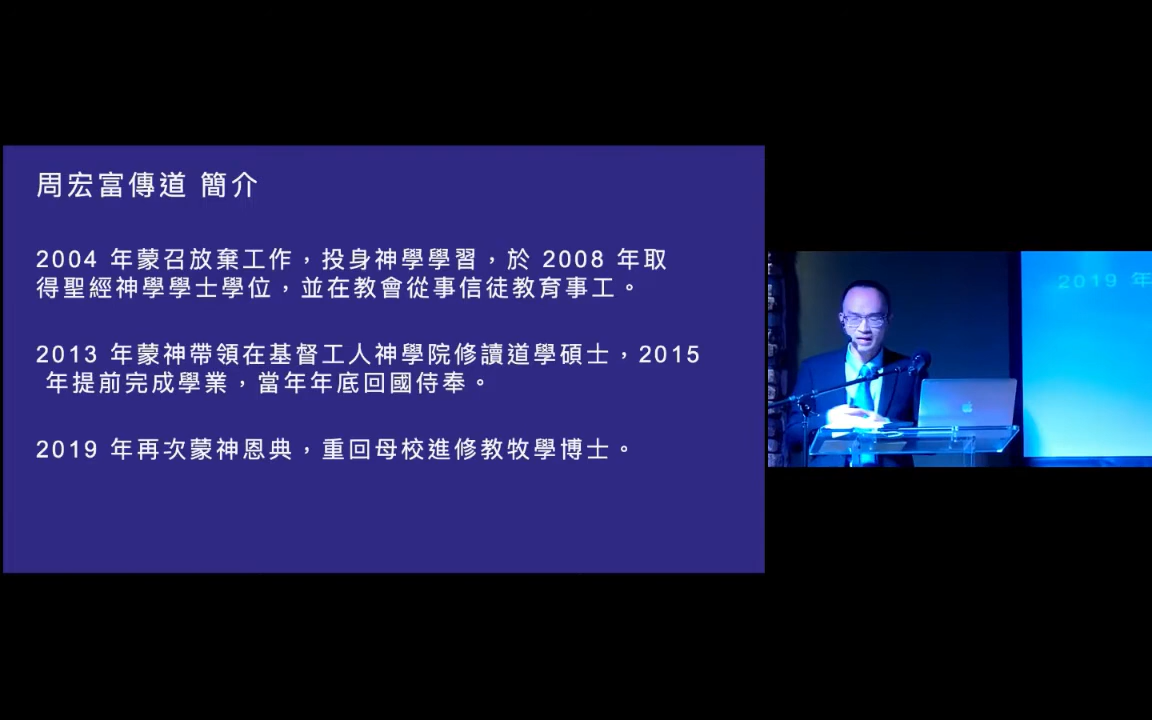 周宏富傳道 簡介
2004 年蒙召放棄工作，投身神學學習，於 2008 年取
得聖經神學學士學位，並在教會從事信徒教育事工。
2013 年蒙神帶領在基督工人神學院修讀道學碩士，2015
年提前完成學業，當年年底回國侍奉。
2019 年再次蒙神恩典，重回母校進修教牧學博士。
2019 年